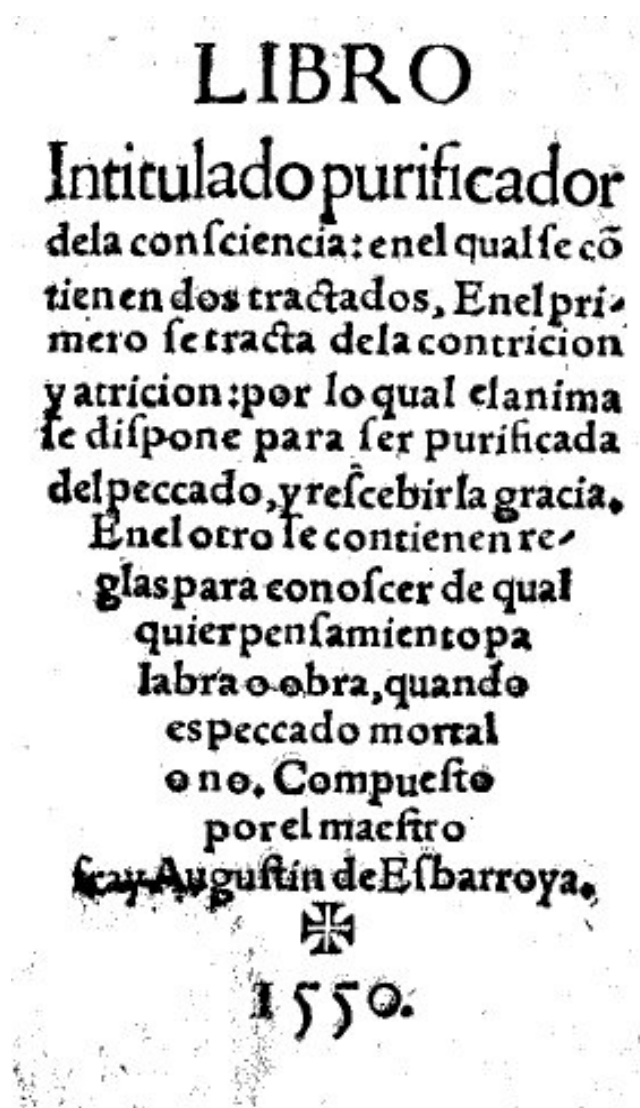 LIBRO
Intitulado purificador
dela conſciencia: enel qual ſe cõ
tienen dos tractados, Enel pri-
mero ſe tracta dela contricion
y atricion: por lo qual el anima
ſe diſpone para ſer purificada
del peccado, y reſcebir la gracia.
Enel otro ſe contienen re-
glas para conoſcer de qual
quier penſamiento pa
labra o obra, quando
es peccado mortal
o no. Compueſto
por el maeſtro
fray Auguſtin de Eſbarroya.
✠
1550.